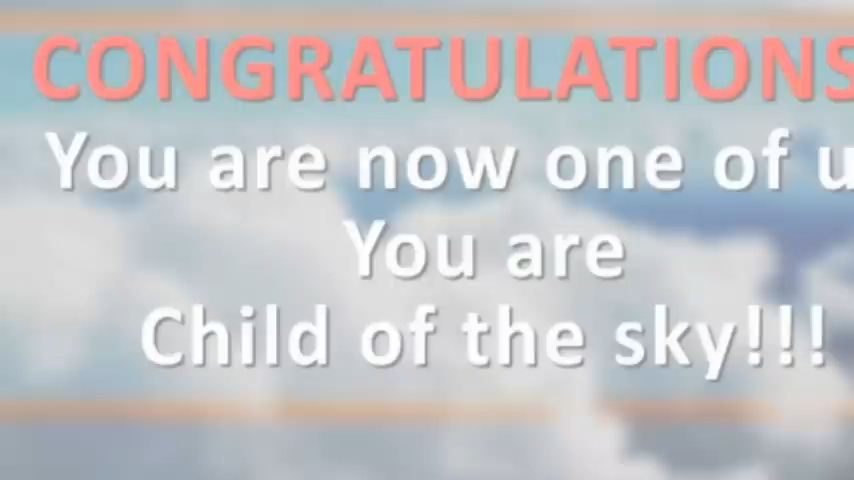 CONGRATULATIONS
You are now one of u
You are
Child of the sky!!!